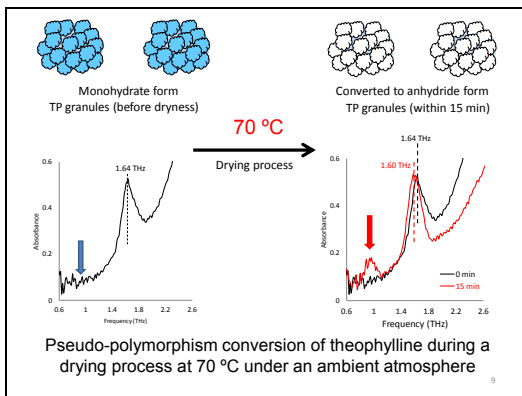 Monohydrate form
TP granules (before dryness)
Converted to anhydride form
TP granules (within 15 min)
70 ºC
Drying process
0.6
0.4
0.2
0
Absorbance
1.64 THz
0.6 1 1.4 1.8 2.2 2.6
Frequency (THz)
0.6
0.4
0.2
0
Absorbance
1.64 THz
1.60 THz
0 min
15 min
0.6 1 1.4 1.8 2.2 2.6
Frequency (THz)
Pseudo-polymorphism conversion of theophylline during a
drying process at 70 ºC under an ambient atmosphere
9